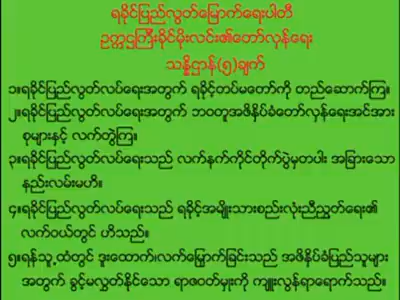 ရခိုင်ပြည်လွတ်မြောက်ရေးပါတီ
ဥက္ကဌကြီးခိုင်မိုးလင်း၏တော်လှန်ရေး
သန္နိဌာန်(၅)ချက်
၁။ရခိုင်ပြည်လွတ်လပ်ရေးအတွက် ရခိုင့်တပ်မတော်ကို တည်ဆောက်ကြ။
၂။ရခိုင်ပြည်လွတ်လပ်ရေးအတွက် ဘဝတူအဖိနှိပ်ခံတော်လှန်ရေးအင်အား
စုများနှင့် လက်တွဲကြ။
၃။ရခိုင်ပြည်လွတ်လပ်ရေးသည် လက်နက်ကိုင်တိုက်ပွဲမှတပါး အခြားသော
နည်းလမ်းမဟိ။
၄။ရခိုင်ပြည်လွတ်လပ်ရေးသည် ရခိုင့်အမျိုးသားစည်းလုံးညီညွတ်ရေး၏
လက်ဝယ်တွင် ဟိသည်။
၅။ရန်သူ့ထံတွင် ဒူးထောက်၊လက်မြှောက်ခြင်းသည် အဖိနှိပ်ခံပြည်သူများ
အတွက် ခွင့်မလွှတ်နိုင်သော ရာဇဝတ်မှုး‌ကို ကျူးလွန်ရာရောက်သည်။